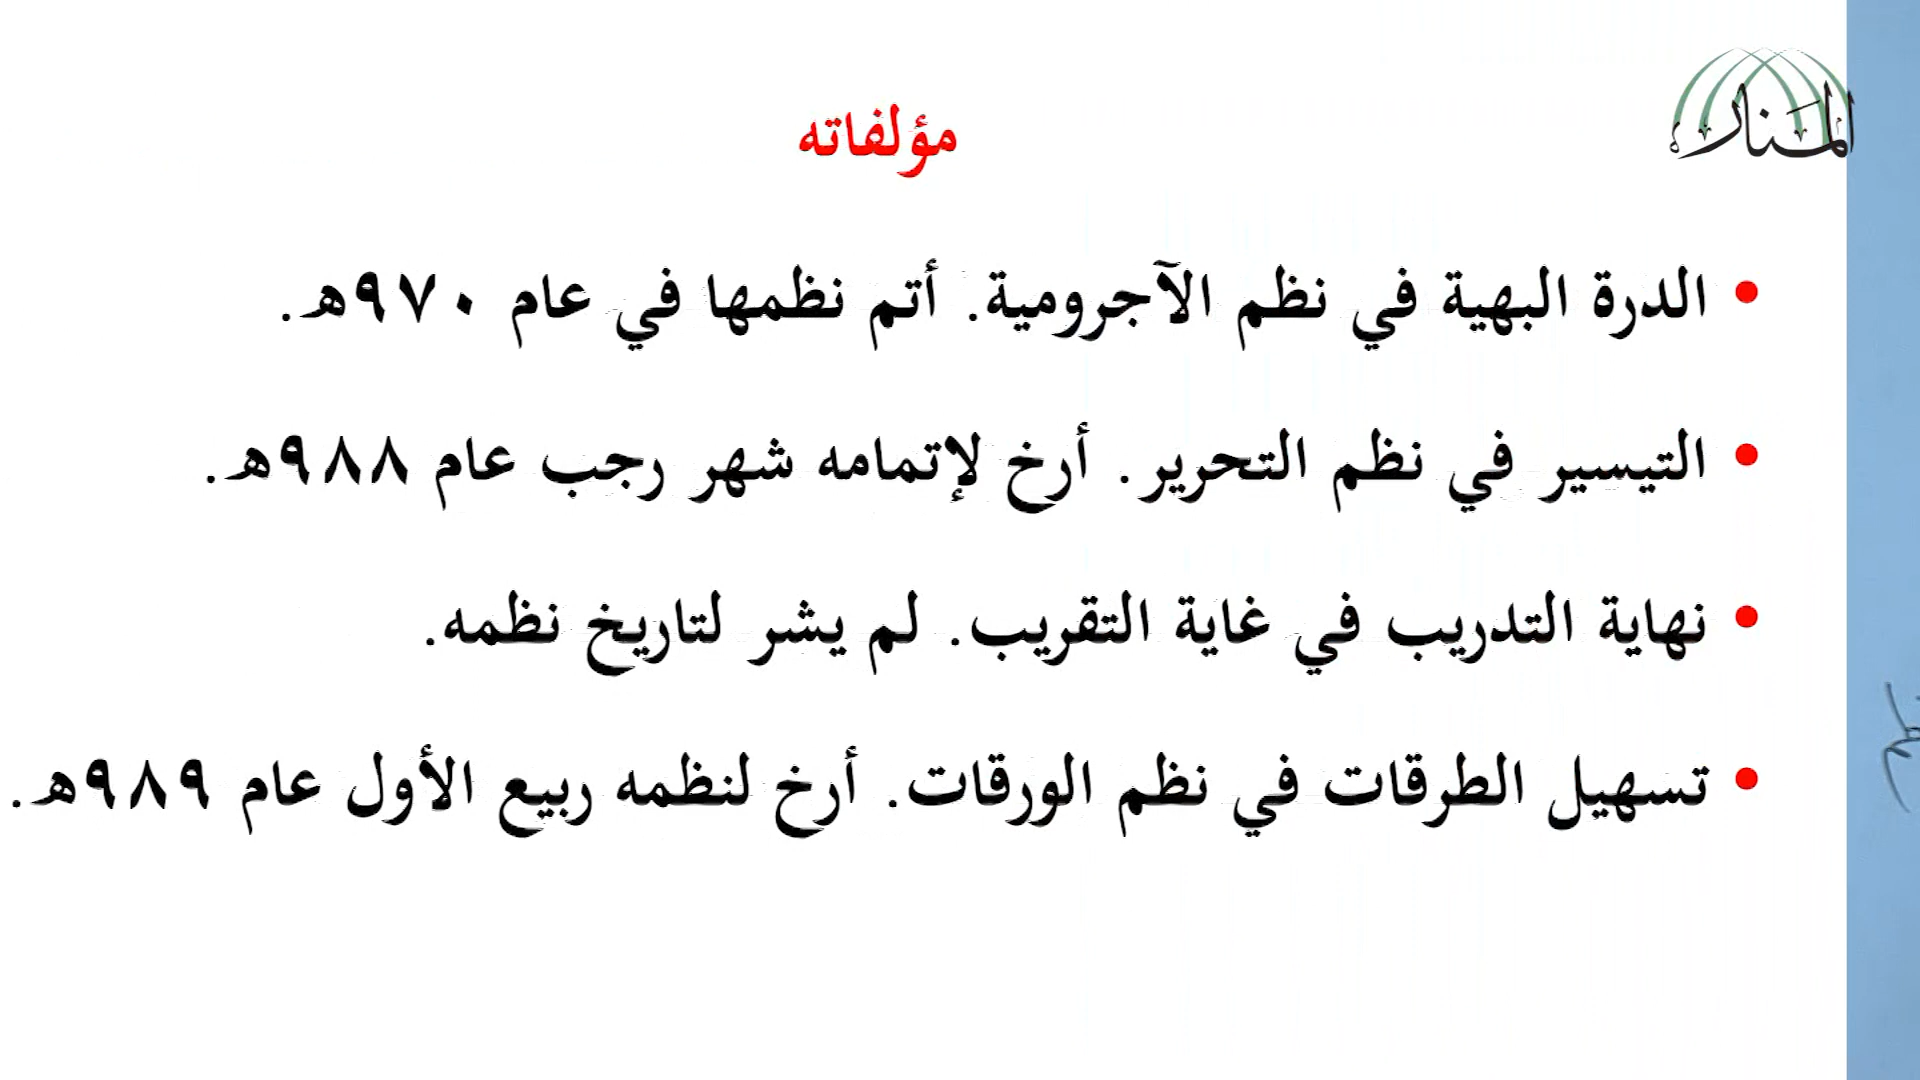 المنار
مؤلفاته
• الدرة البهية في نظم الآجرومية. أتم نظمها في عام ٩٧٠هـ.
• التيسير في نظم التحرير. أرخ لإتمامه شهر رجب عام ٩٨٨هـ.
• نهاية التدريب في غاية التقريب. لم يشر لتاريخ نظمه.
• تسهيل الطرقات في نظم الورقات. أرخ لنظمه ربيع الأول عام ٩٨٩هـ.